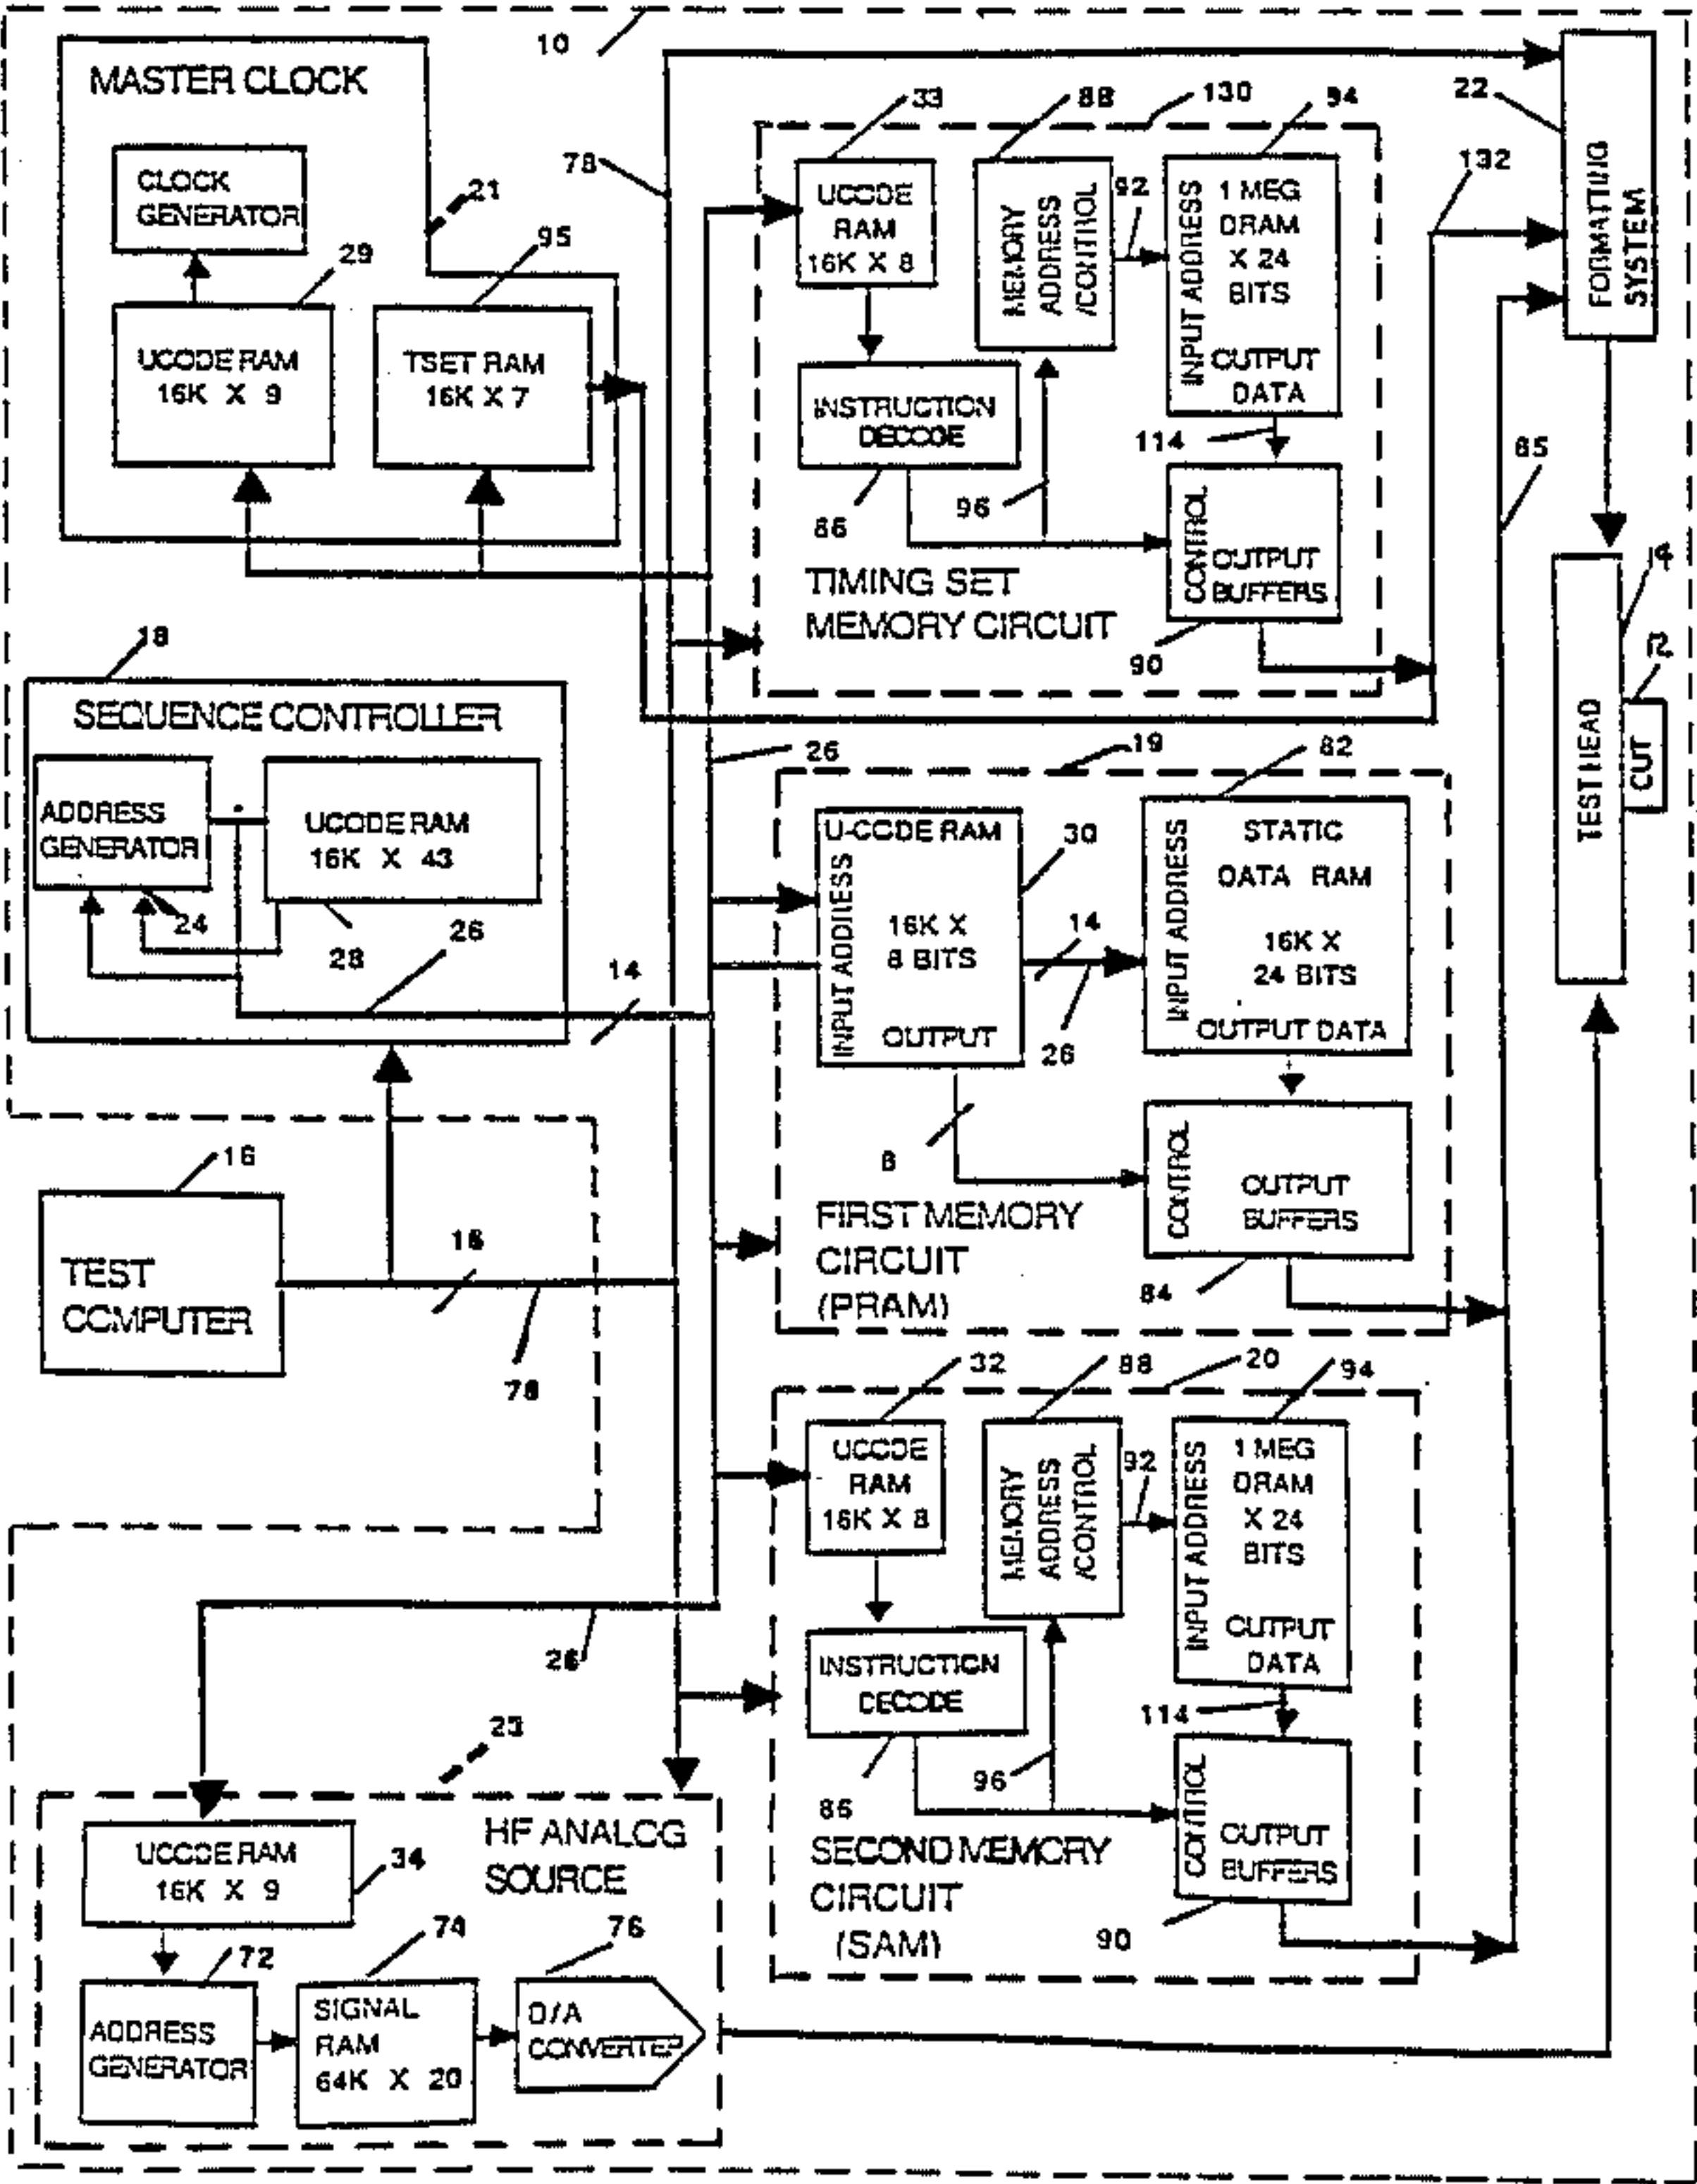 10
MASTER CLOCK
CLOCK
GENERATOR
21
29
95
UCODE RAM
16K X 9
TSET RAM
16K X 7
78
33
88
130
94
UCODE
RAM
16K X 8
MEMORY
ADDRESS
/CONTROL
92
INPUT ADDRESS
1 MEG
DRAM
X 24
BITS
OUTPUT
DATA
INSTRUCTION
DECODE
86
96
114
CONTROL
OUTPUT
BUFFERS
90
TIMING SET
MEMORY CIRCUIT
22
132
FORMATTING
SYSTEM
85
14
12
TEST HEAD
CUT
18
SEQUENCE CONTROLLER
ADDRESS
GENERATOR
UCODE RAM
16K X 43
24
28
26
14
26
19
82
U-CODE RAM
30
INPUT ADDRESS
16K X
8 BITS
OUTPUT
14
26
INPUT ADDRESS
STATIC
DATA RAM
16K X
24 BITS
OUTPUT DATA
8
CONTROL
OUTPUT
BUFFERS
84
FIRST MEMORY
CIRCUIT
(PRAM)
16
TEST
COMPUTER
16
78
32
88
20
94
UCODE
RAM
16K X 8
MEMORY
ADDRESS
/CONTROL
92
INPUT ADDRESS
1 MEG
DRAM
X 24
BITS
OUTPUT
DATA
INSTRUCTION
DECODE
86
96
114
CONTROL
OUTPUT
BUFFERS
90
SECOND MEMORY
CIRCUIT
(SAM)
26
23
HF ANALOG
SOURCE
UCODE RAM
16K X 9
34
72
74
76
ADDRESS
GENERATOR
SIGNAL
RAM
64K X 20
D/A
CONVERTER